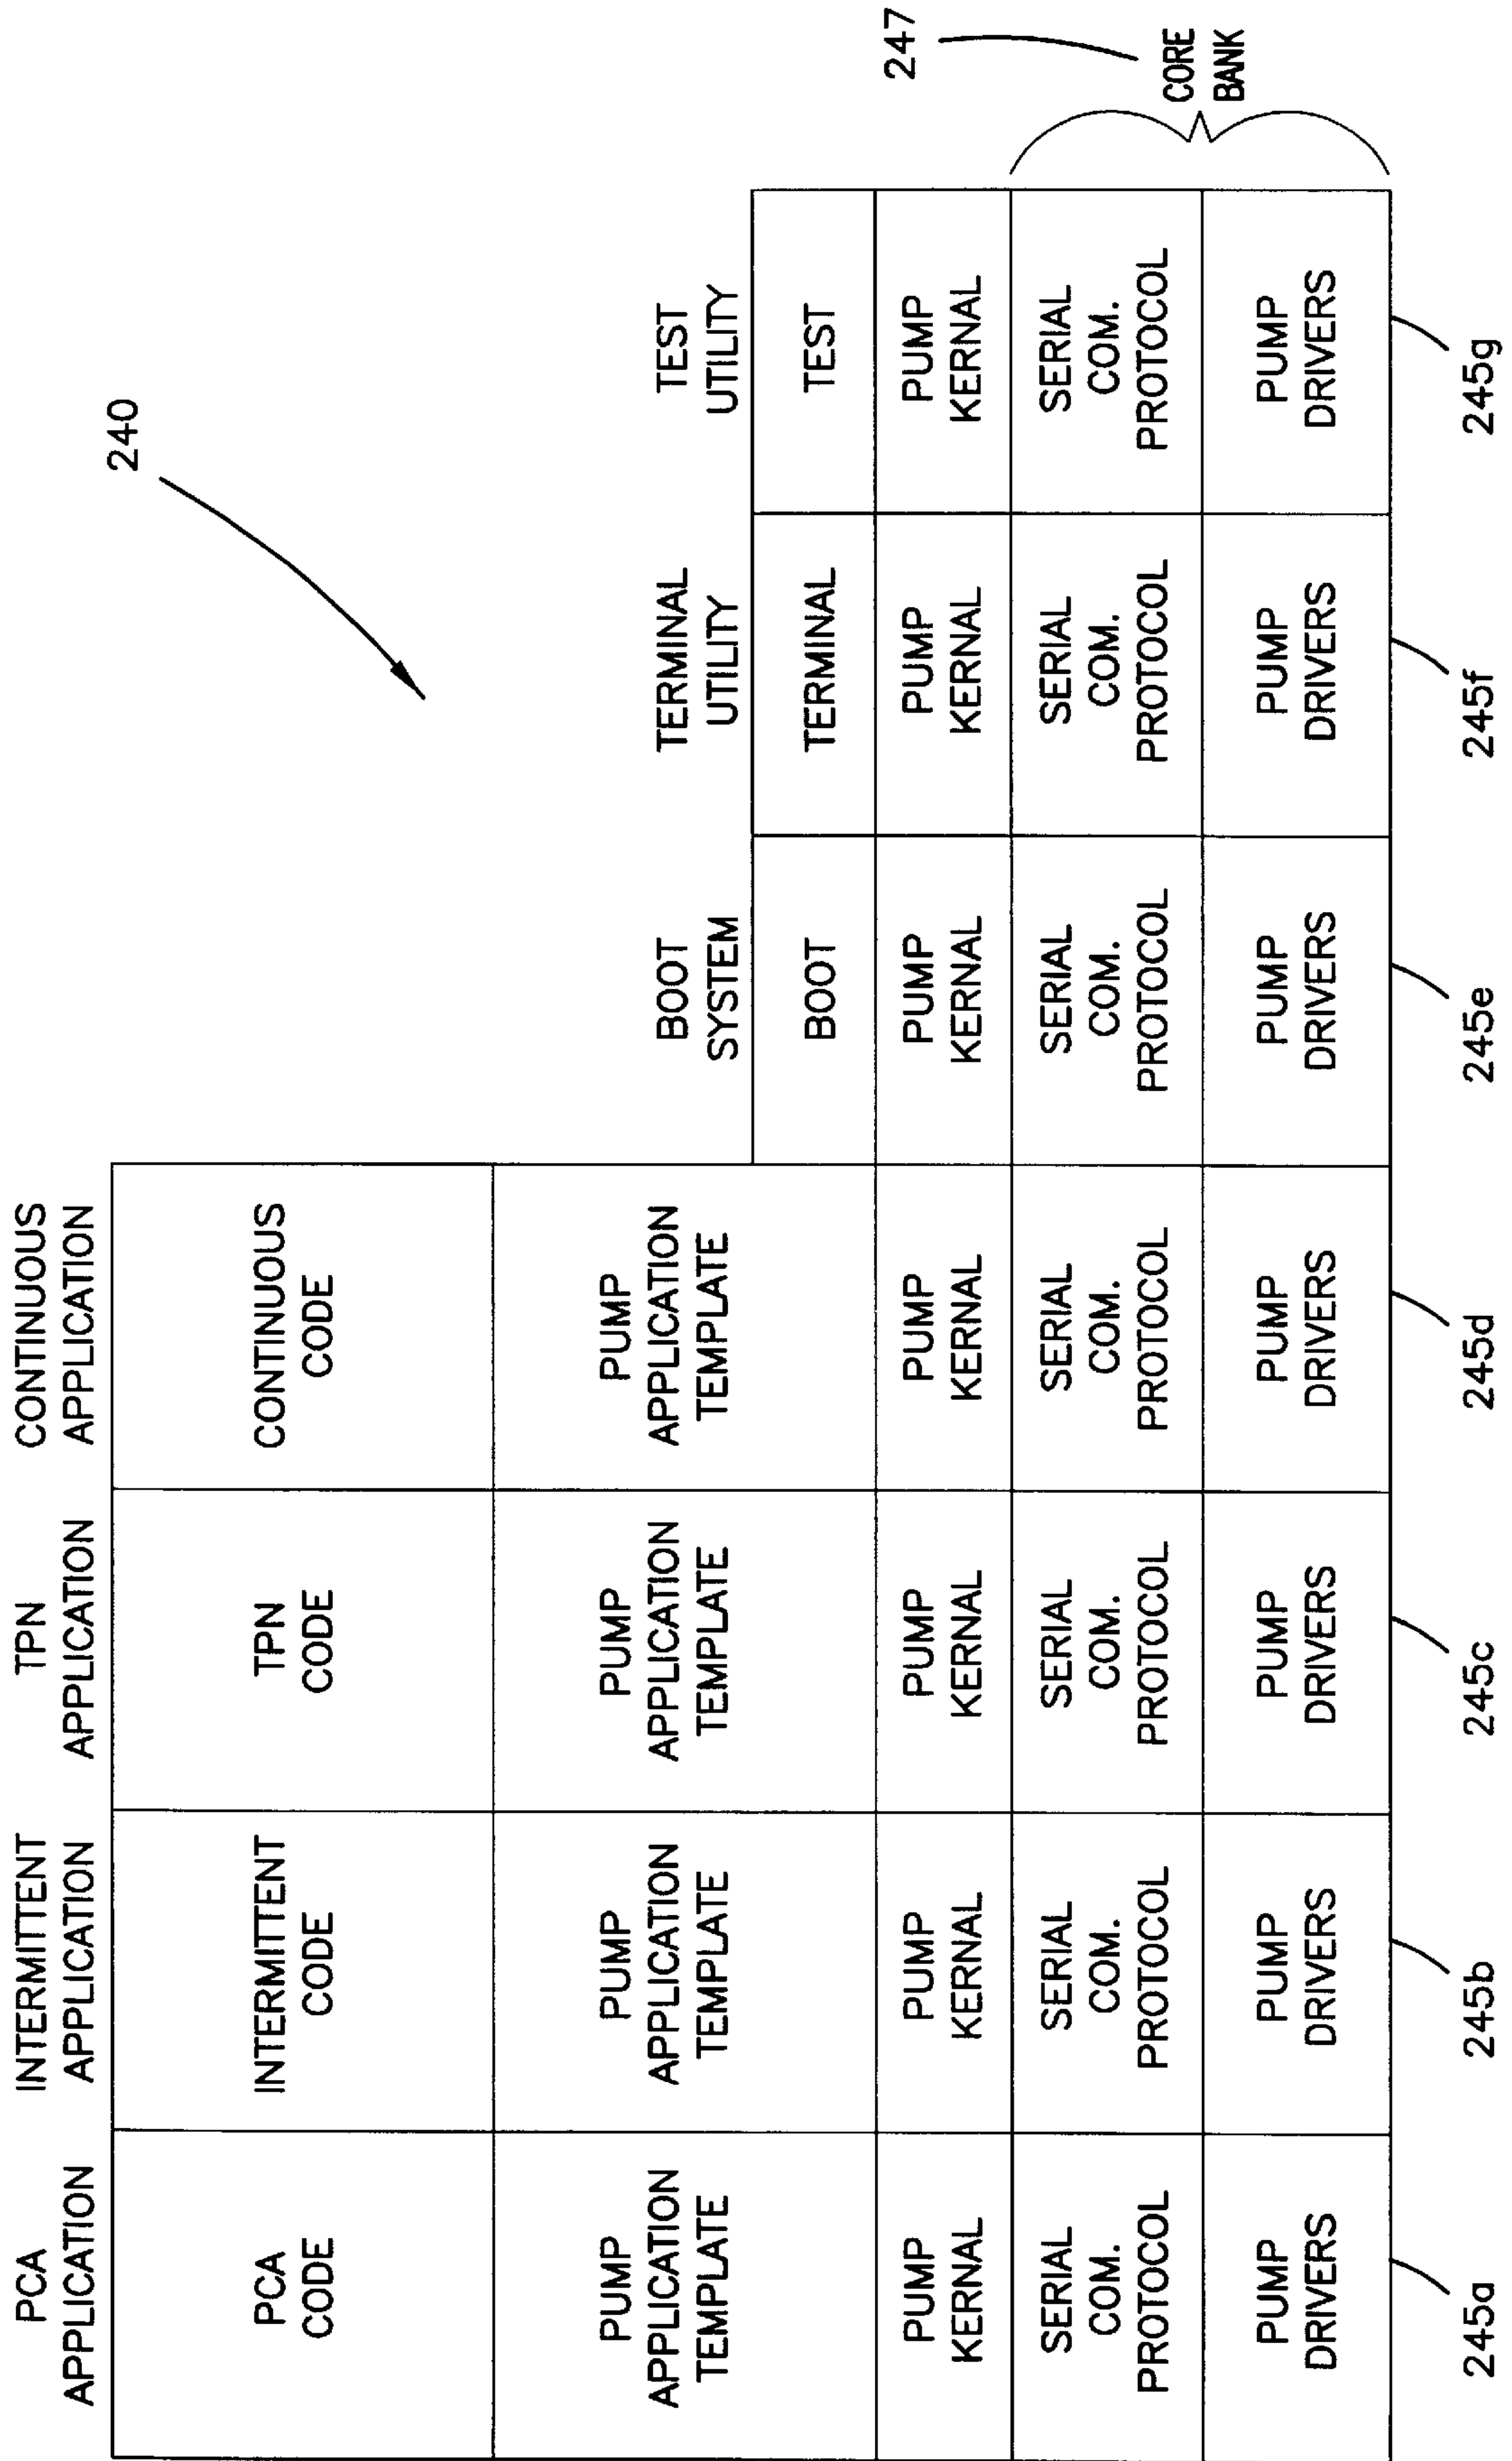 240
PCA
APPLICATION
INTERMITTENT
APPLICATION
TPN
APPLICATION
CONTINUOUS
APPLICATION
PCA
CODE
INTERMITTENT
CODE
TPN
CODE
CONTINUOUS
CODE
BOOT
SYSTEM
TERMINAL
UTILITY
TEST
UTILITY
PUMP
APPLICATION
TEMPLATE
PUMP
APPLICATION
TEMPLATE
PUMP
APPLICATION
TEMPLATE
PUMP
APPLICATION
TEMPLATE
BOOT
TERMINAL
TEST
PUMP
KERNAL
PUMP
KERNAL
PUMP
KERNAL
PUMP
KERNAL
PUMP
KERNAL
PUMP
KERNAL
PUMP
KERNAL
247
SERIAL
COM.
PROTOCOL
SERIAL
COM.
PROTOCOL
SERIAL
COM.
PROTOCOL
SERIAL
COM.
PROTOCOL
SERIAL
COM.
PROTOCOL
SERIAL
COM.
PROTOCOL
SERIAL
COM.
PROTOCOL
CORE
BANK
PUMP
DRIVERS
PUMP
DRIVERS
PUMP
DRIVERS
PUMP
DRIVERS
PUMP
DRIVERS
PUMP
DRIVERS
PUMP
DRIVERS
245a
245b
245c
245d
245e
245f
245g